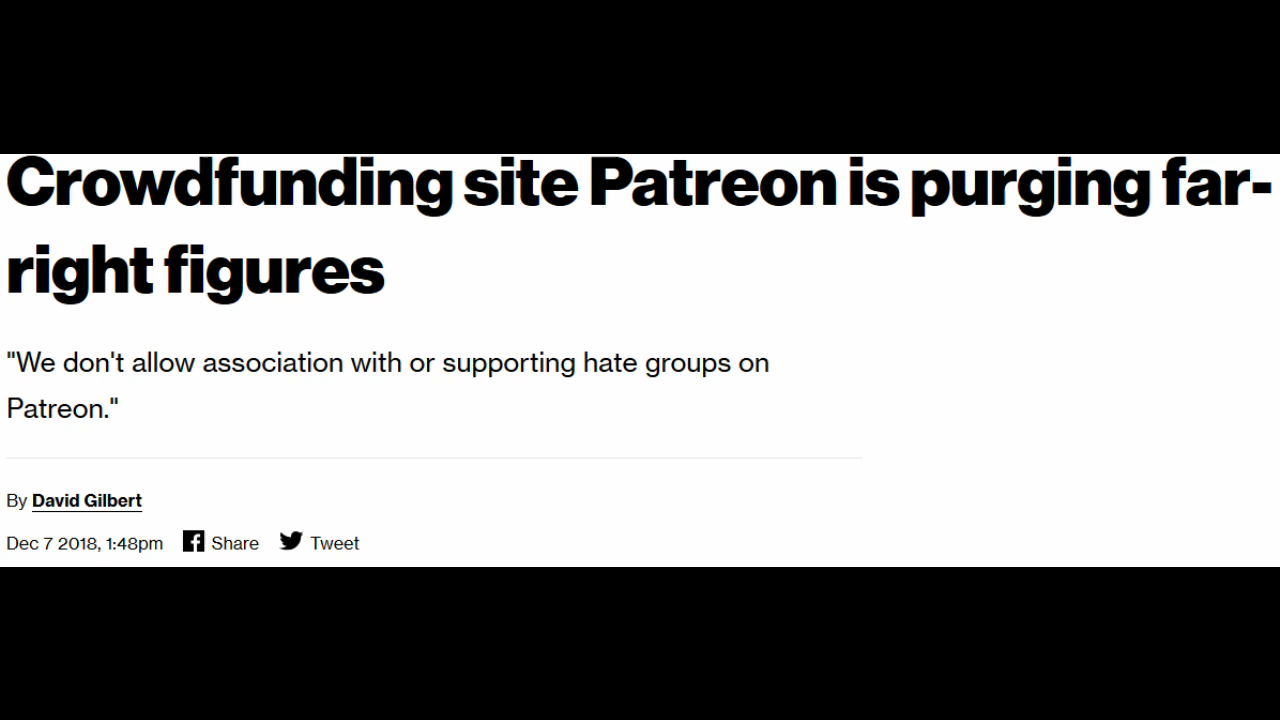 Crowdfunding site Patreon is purging far-
right figures
"We don't allow association with or supporting hate groups on
Patreon."
By David Gilbert
Dec 7 2018, 1:48pm Share Tweet